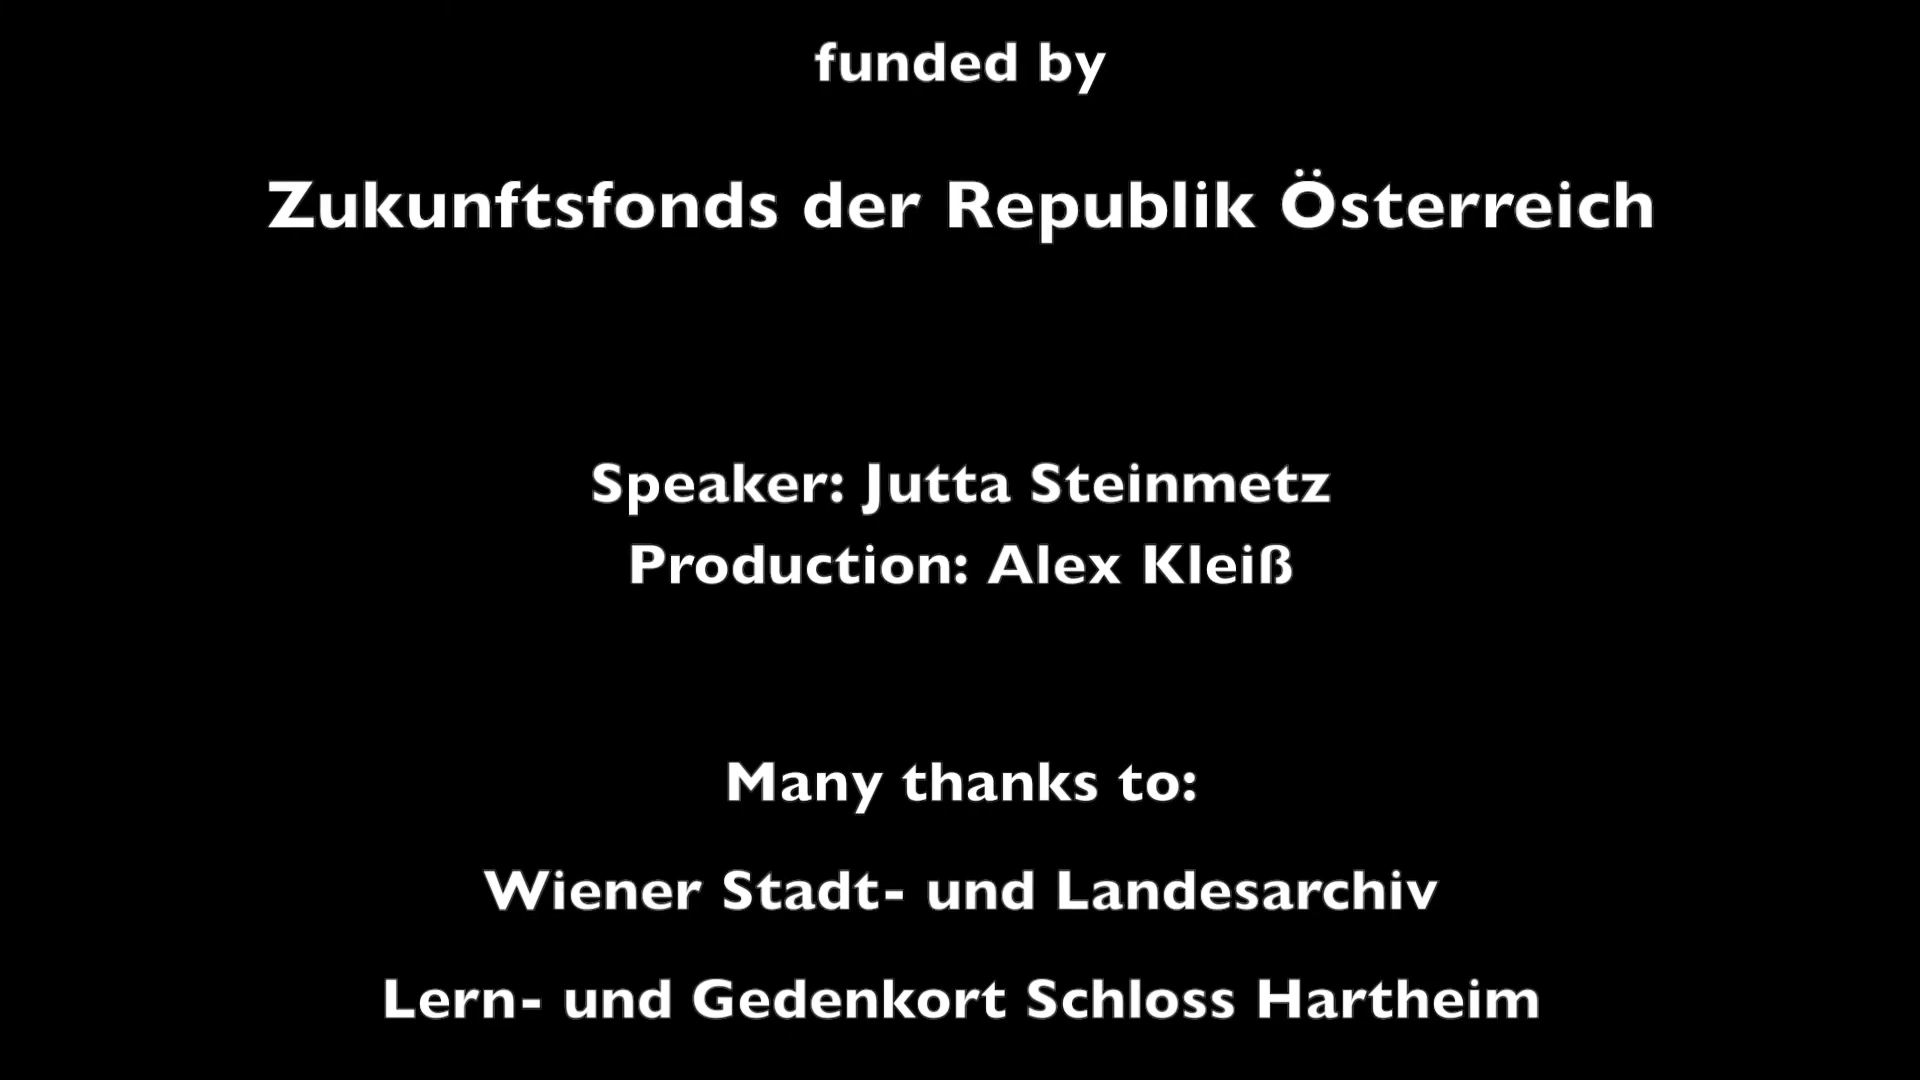 funded by
Zukunftsfonds der Republik Österreich
Speaker: Jutta Steinmetz
Production: Alex Kleiß
Many thanks to:
Wiener Stadt- und Landesarchiv
Lern- und Gedenkort Schloss Hartheim